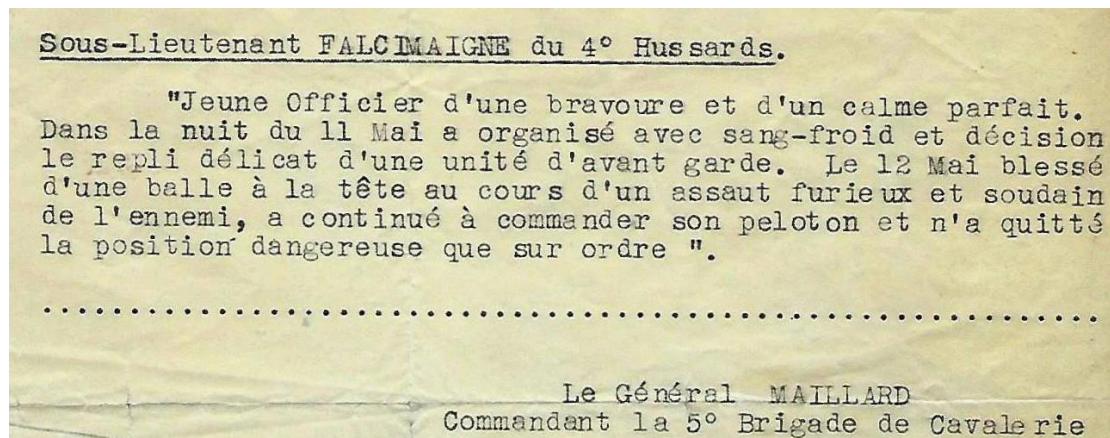 Sous-Lieutenant FALCIMAIGNE du 4° Hussards.
"Jeune Officier d'une bravoure et d'un calme parfait.
Dans la nuit du 11 Mai a organisé avec sang-froid et décision
le repli délicat d'une unité d'avant garde. Le 12 Mai blessé
d'une balle à la tête au cours d'un assaut furieux et soudain
de l'ennemi, a continué à commander son peloton et n'a quitté
la position dangereuse que sur ordre ".
..............................................................
Le Général MAILLARD
Commandant la 5° Brigade de Cavalerie